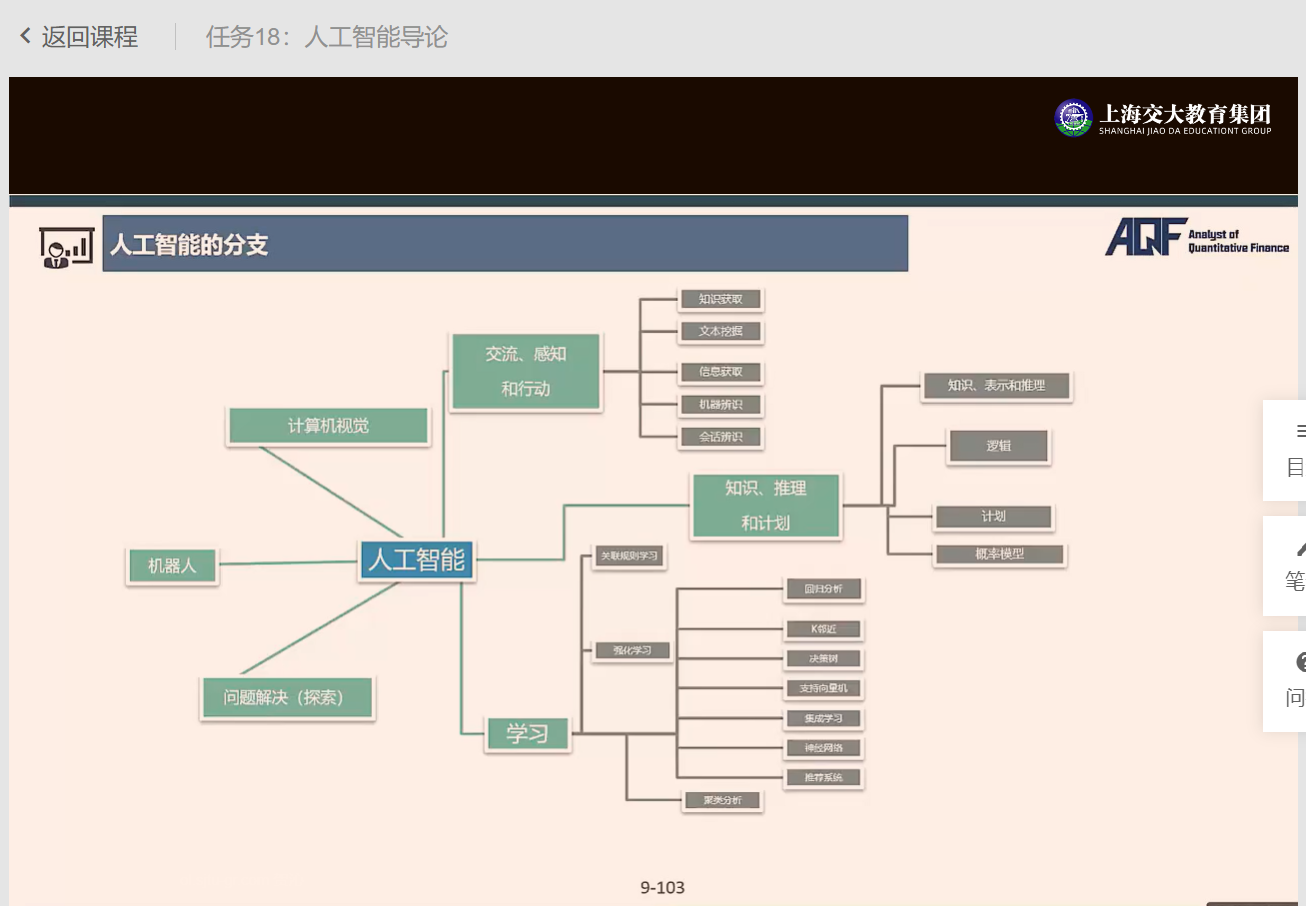 返回课程
任务18：人工智能导论
上海交大教育集团
SHANGHAI JIAO DA EDUCATIONT GROUP
人工智能的分支
AQF
Analyst of
Quantitative Finance
知识获取
文本挖掘
信息获取
机器辨识
会话辨识
交流、感知
和行动
计算机视觉
知识、表示和推理
逻辑
计划
概率模型
知识、推理
和计划
人工智能
机器人
关联规则学习
强化学习
回归分析
K邻近
决策树
支持向量机
集成学习
神经网络
推荐系统
问题解决（探索）
学习
聚类分析
目
笔
问
9-103